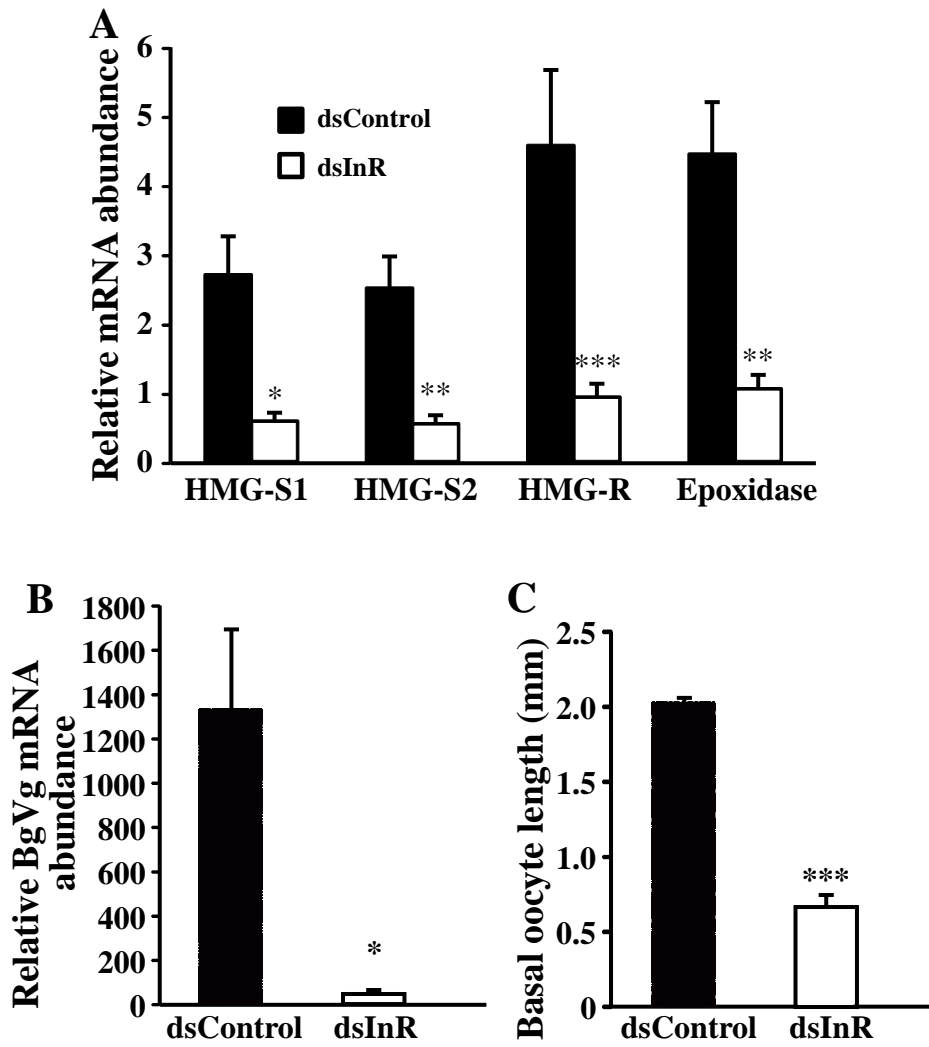 A
Relative mRNA abundance
6
5
4
3
2
1
0
dsControl
dsInR
*
**
***
**
HMG-S1 HMG-S2 HMG-R Epoxidase
B
Relative BgVg mRNA
abundance
1800
1600
1400
1200
1000
800
600
400
200
0
*
dsControl dsInR
C
Basal oocyte length (mm)
2.5
2.0
1.5
1.0
0.5
0
***
dsControl dsInR